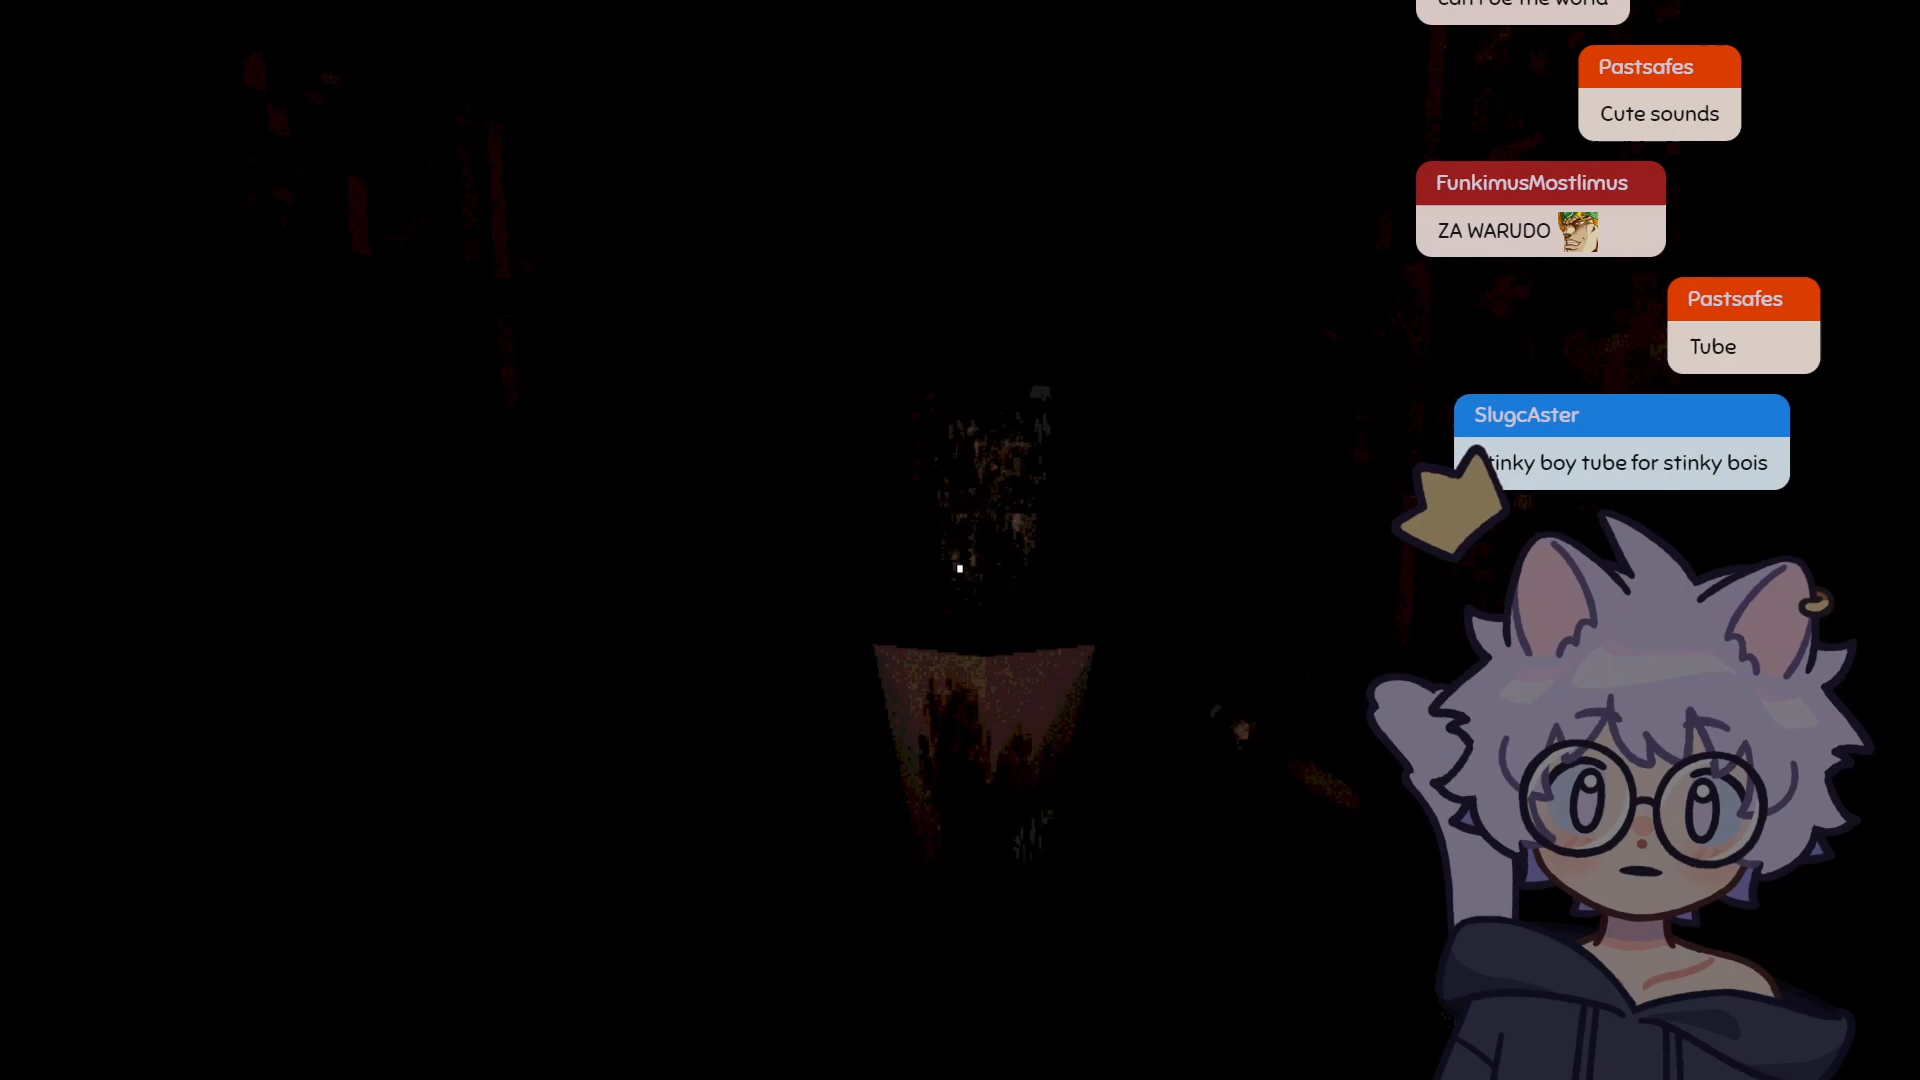 Pastsafes
Cute sounds
FunkimusMostlimus
ZA WARUDO
Pastsafes
Tube
SlugcAster
tinky boy tube for stinky bois